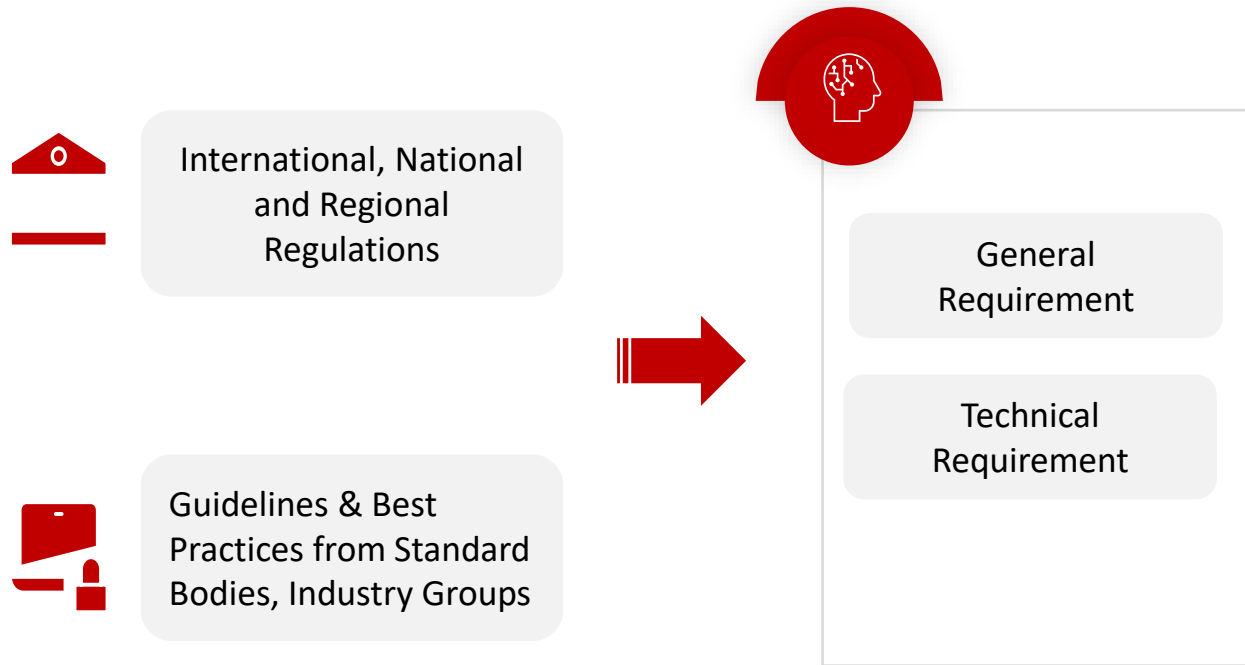 International, National
and Regional
Regulations
General
Requirement
Technical
Requirement
Guidelines & Best
Practices from Standard
Bodies, Industry Groups